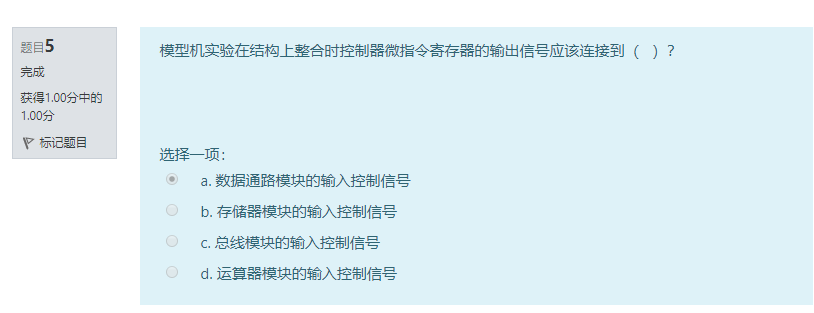 题目5
完成
获得1.00分中的
1.00分
标记题目
模型机实验在结构上整合时控制器微指令寄存器的输出信号应该连接到（ ）？
选择一项：
a. 数据通路模块的输入控制信号
b. 存储器模块的输入控制信号
c. 总线模块的输入控制信号
d. 运算器模块的输入控制信号